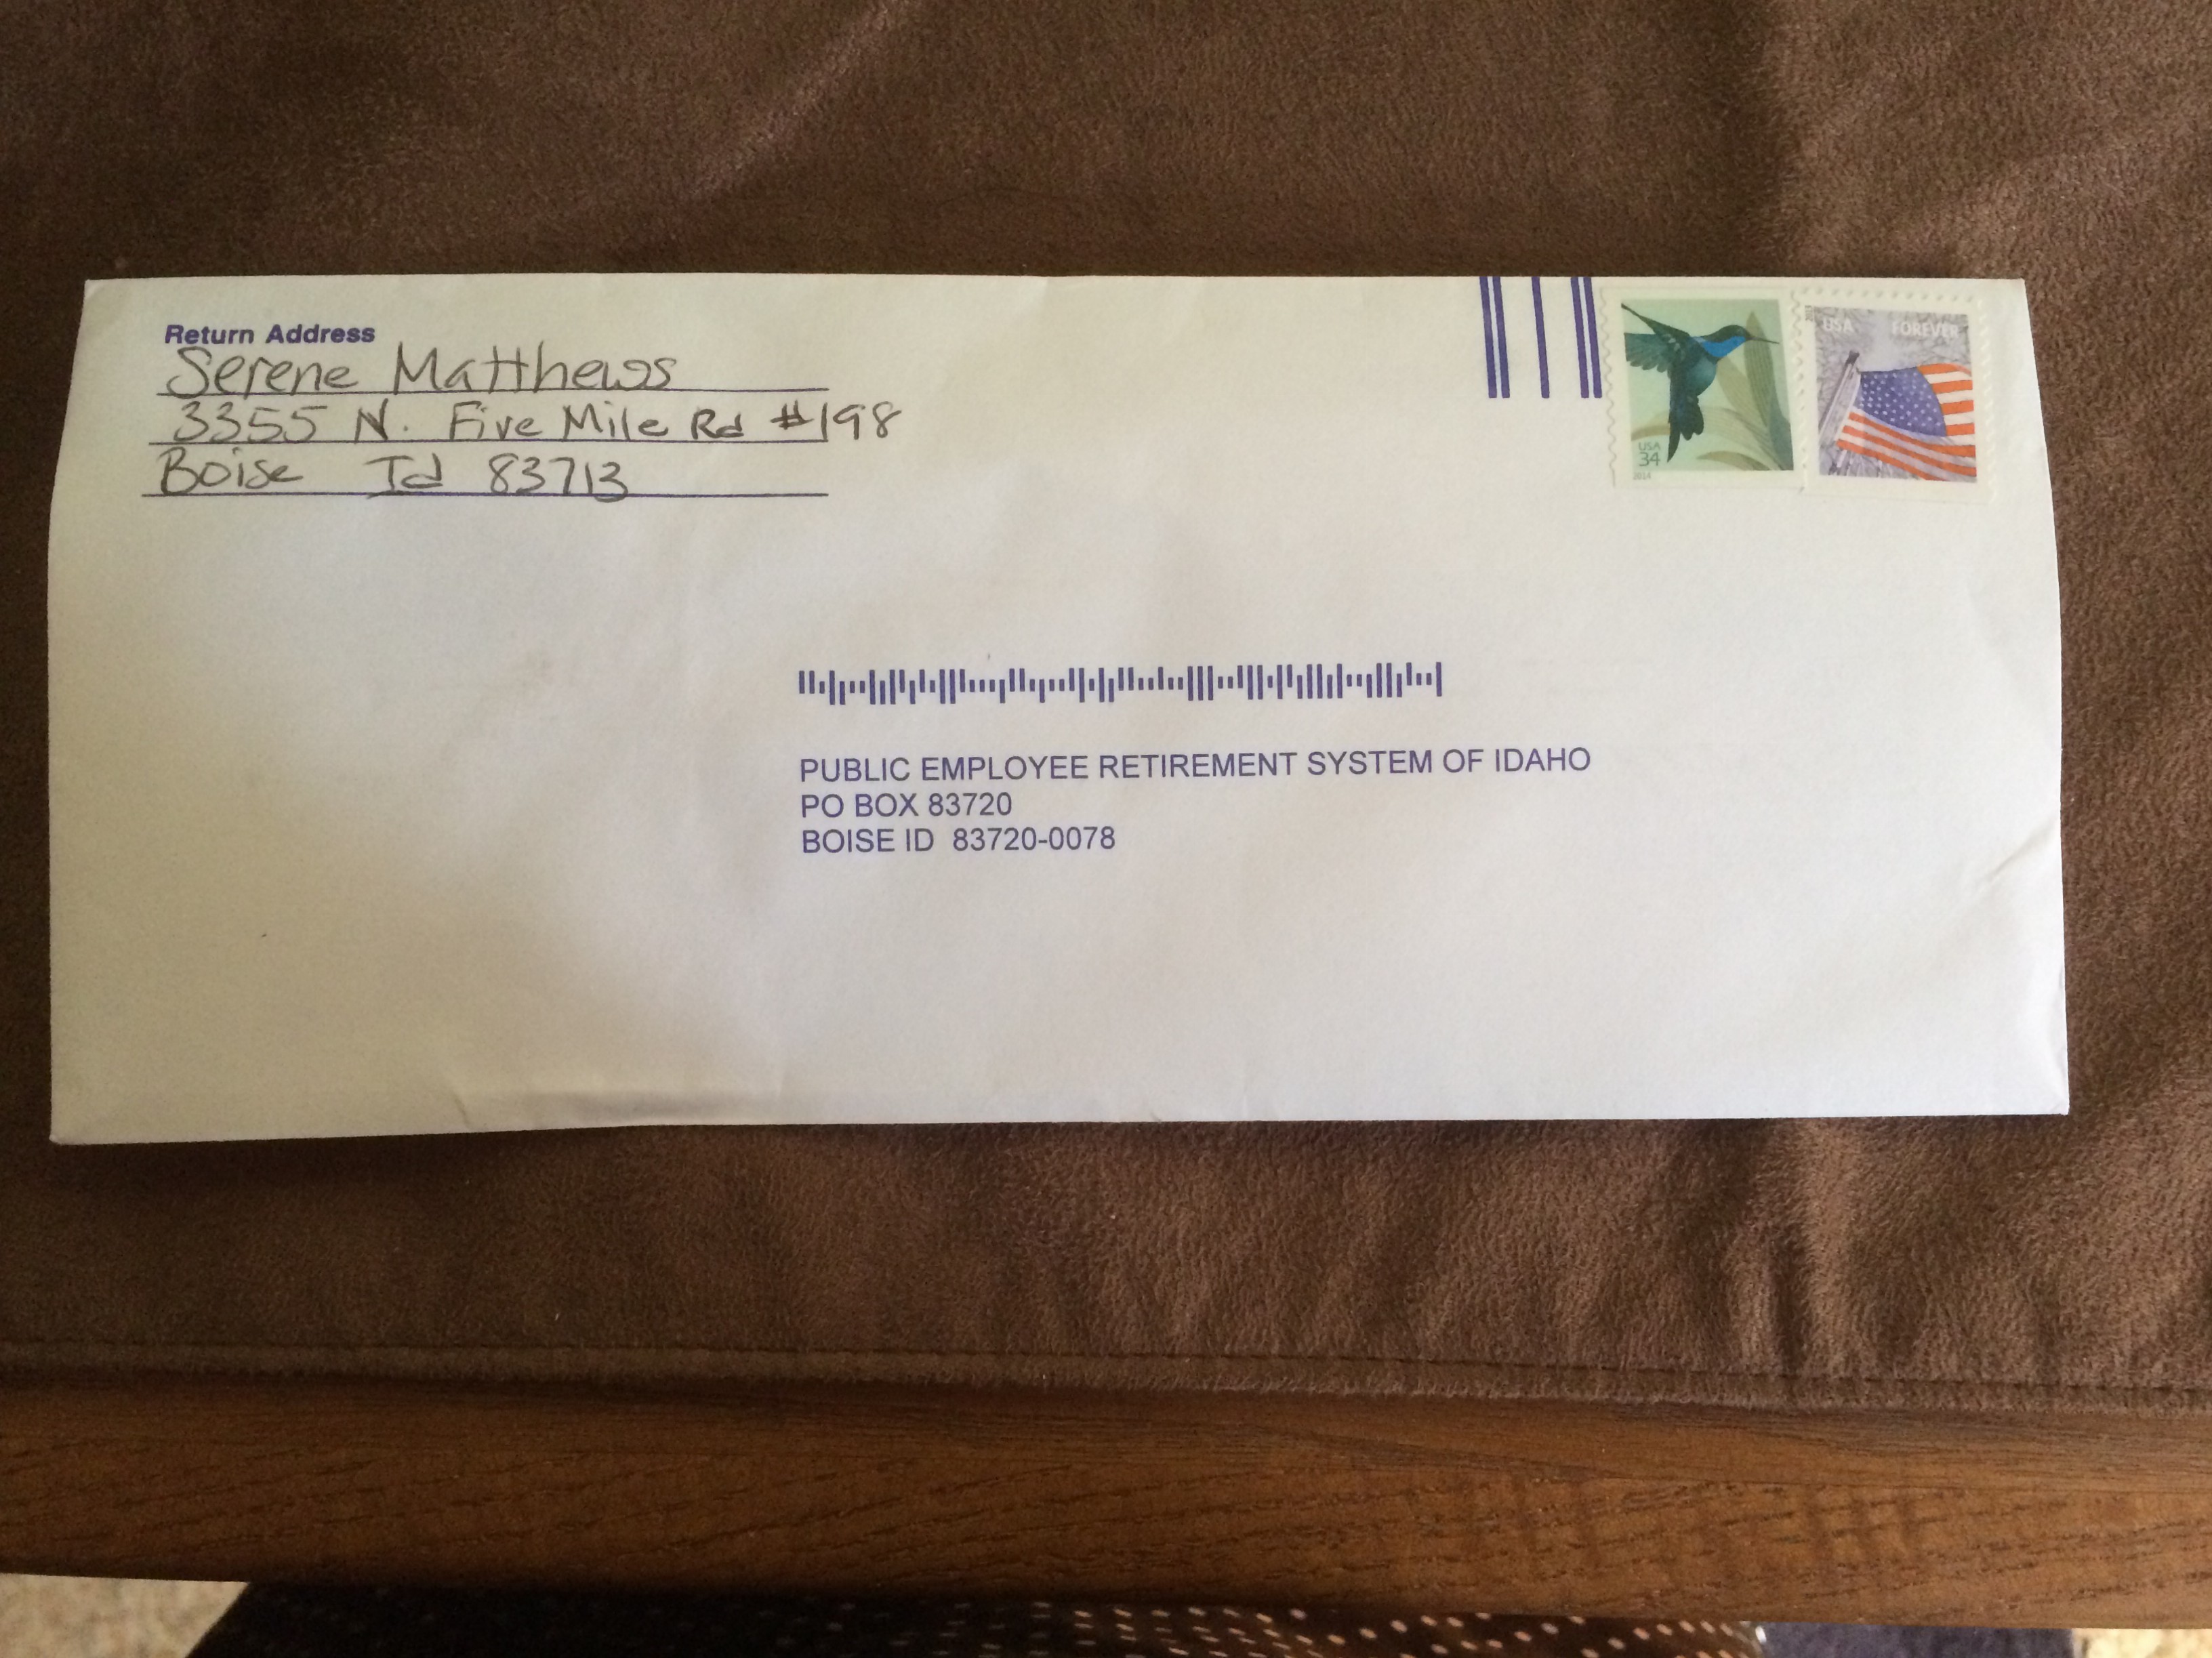 Return Address
Serene Matthews
3355 N. Five Mile Rd #198
Boise Id 83713
USA
34
2014
USA FOREVER
PUBLIC EMPLOYEE RETIREMENT SYSTEM OF IDAHO
PO BOX 83720
BOISE ID 83720-0078